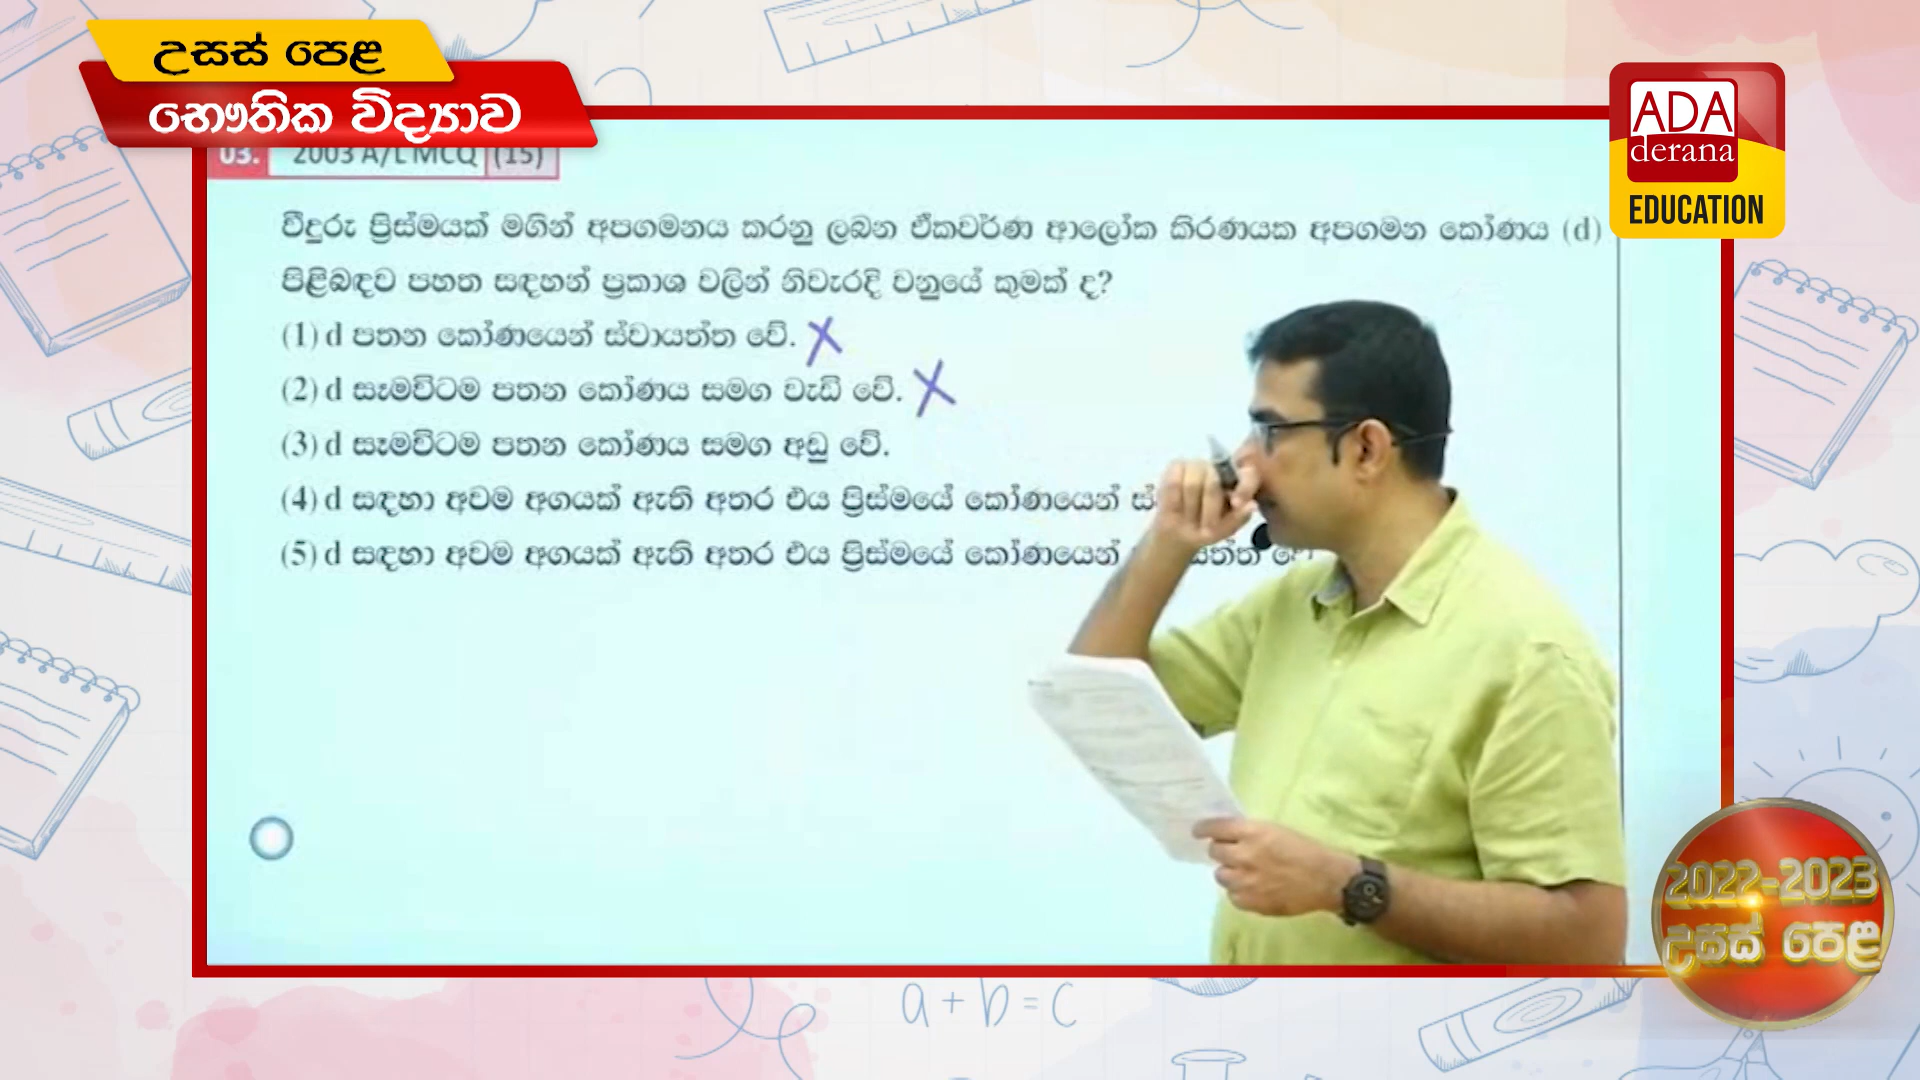 උසස් පෙළ
භෞතික විද්‍යාව
ADA
derana
EDUCATION
03. 2003 A/L MCQ (15)
වීදුරු ප්‍රිස්මයක් මගින් අපගමනය කරනු ලබන ඒකවර්ණ ආලෝක කිරණයක අපගමන කෝණය (d)
පිළිබඳව පහත සඳහන් ප්‍රකාශ වලින් නිවැරදි වනුයේ කුමක් ද?
(1) d පතන කෝණයෙන් ස්වායත්ත වේ.
(2) d සෑමවිටම පතන කෝණය සමග වැඩි වේ.
(3) d සෑමවිටම පතන කෝණය සමග අඩු වේ.
(4) d සඳහා අවම අගයක් ඇති අතර එය ප්‍රිස්මයේ කෝණයෙන්
(5) d සඳහා අවම අගයක් ඇති අතර එය ප්‍රිස්මයේ කෝණයෙන්
2022-2023
උසස් පෙළ
a + b = c